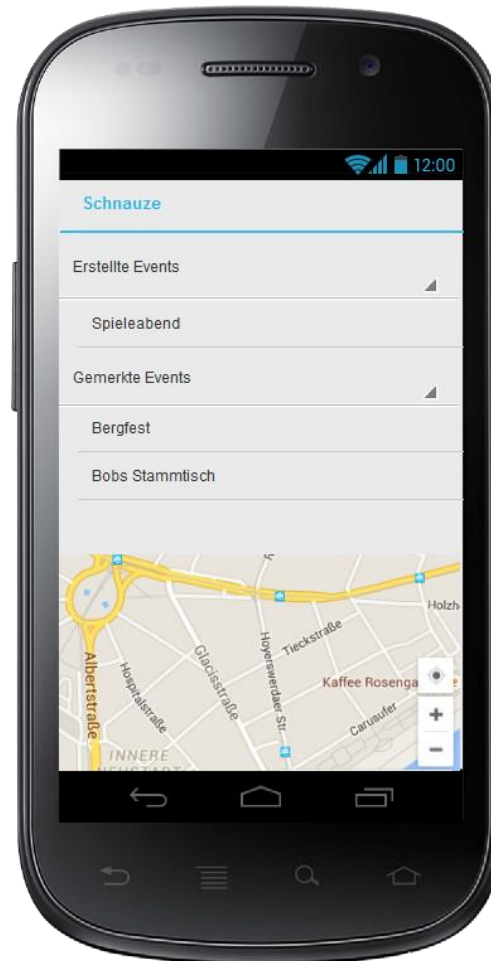 12:00
Schnauze
Erstellte Events
Spieleabend
Gemerkte Events
Bergfest
Bobs Stammtisch
Holzh
Tieckstraße
Hoyerswerdaer Str.
Glacisstraße
Hospitalstraße
Albertstraße
Kaffee Rosenga
Carusufer
INNERE
NEUSTADT